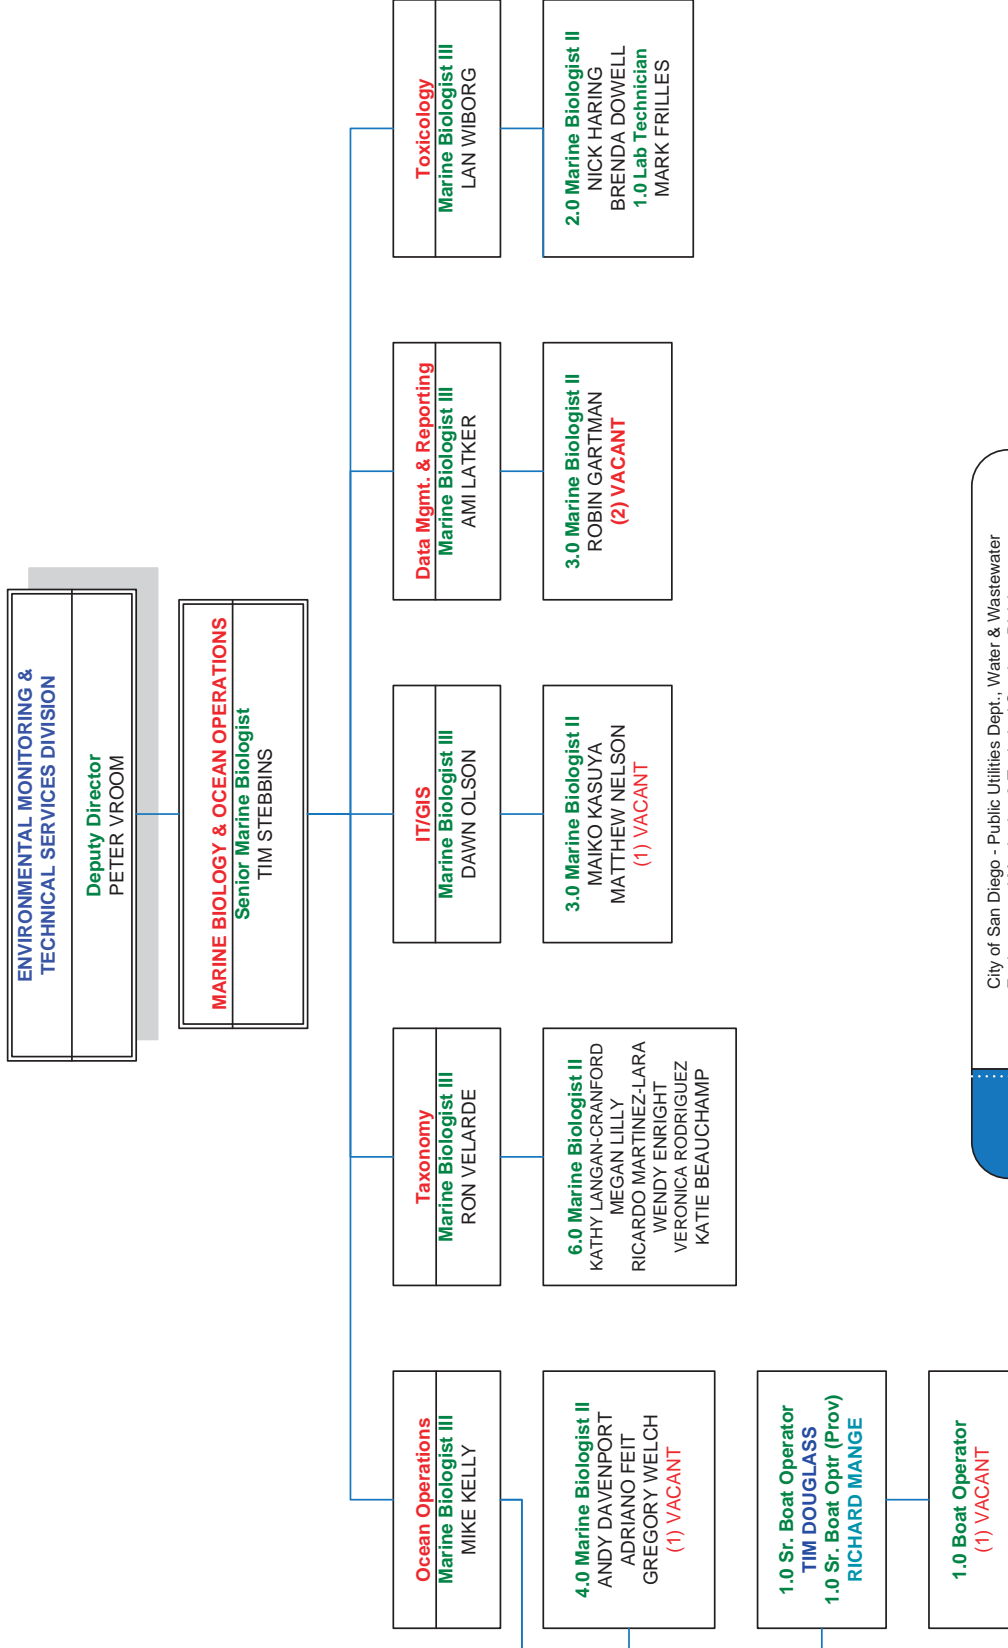 ENVIRONMENTAL MONITORING &
TECHNICAL SERVICES DIVISION
Deputy Director
PETER VROOM
MARINE BIOLOGY & OCEAN OPERATIONS
Senior Marine Biologist
TIM STEBBINS
Ocean Operations
Marine Biologist III
MIKE KELLY
Taxonomy
Marine Biologist III
RON VELARDE
IT/GIS
Marine Biologist III
DAWN OLSON
Data Mgmt. & Reporting
Marine Biologist III
AMI LATKER
Toxicology
Marine Biologist III
LAN WIBORG
4.0 Marine Biologist II
ANDY DAVENPORT
ADRIANO FEIT
GREGORY WELCH
(1) VACANT
6.0 Marine Biologist II
KATHY LANGAN-CRANFORD
MEGAN LILLY
RICARDO MARTINEZ-LARA
WENDY ENRIGHT
VERONICA RODRIGUEZ
KATIE BEAUCHAMP
3.0 Marine Biologist II
MAIKO KASUYA
MATTHEW NELSON
(1) VACANT
3.0 Marine Biologist II
ROBIN GARTMAN
(2) VACANT
2.0 Marine Biologist II
NICK HARING
BRENDA DOWELL
1.0 Lab Technician
MARK FRILLES
1.0 Sr. Boat Operator
TIM DOUGLASS
1.0 Sr. Boat Optr (Prov)
RICHARD MANGE
1.0 Boat Operator
(1) VACANT
City of San Diego - Public Utilities Dept., Water & Wastewater